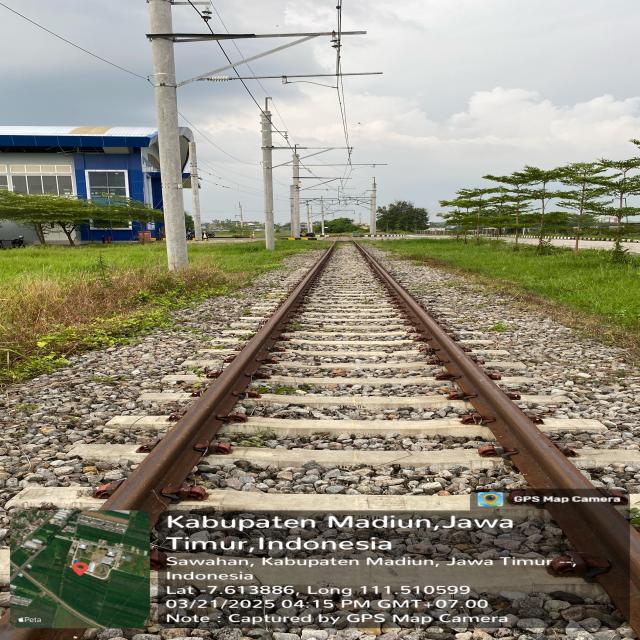 GPS Map Camera
Kabupaten Madiun,Jawa
Timur,Indonesia
Sawahan, Kabupaten Madiun, Jawa Timur --,
Indonesia
Lat -7.613886, Long 111.510599
03/21/2025 04:15 PM GMT+07.00
Note : Captured by GPS Map Camera
Peta